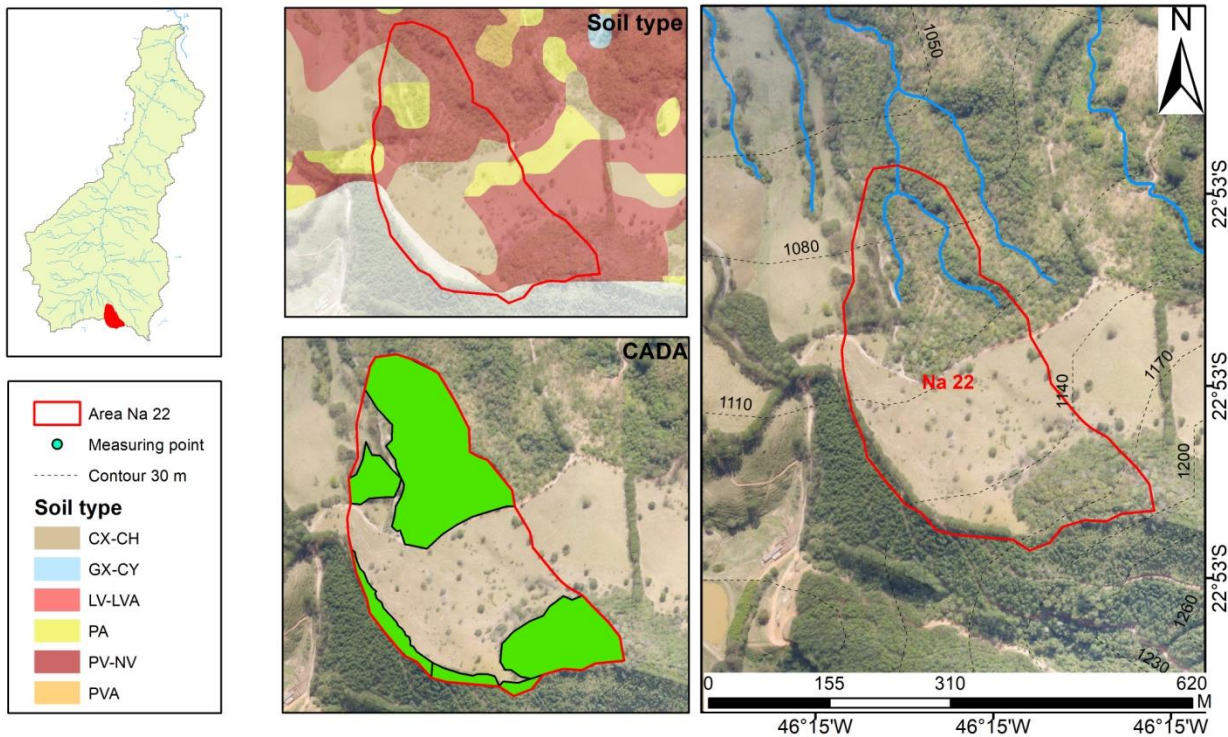 Soil type
CADA
Area Na 22
Measuring point
Contour 30 m
Soil type
CX-CH
GX-CY
LV-LVA
PA
PV-NV
PVA
N
1050
1080
1110
1140
1170
1200
1260
1230
Na 22
22°53'S
22°53'S
22°53'S
0 155 310 620
M
46°15'W 46°15'W 46°15'W